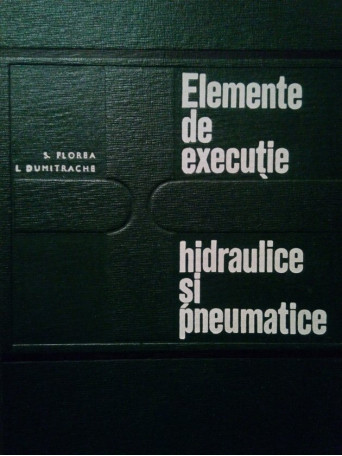 S. FLOREA
I. DUMITRACHE
Elemente
de
execuție
hidraulice
și
pneumatice